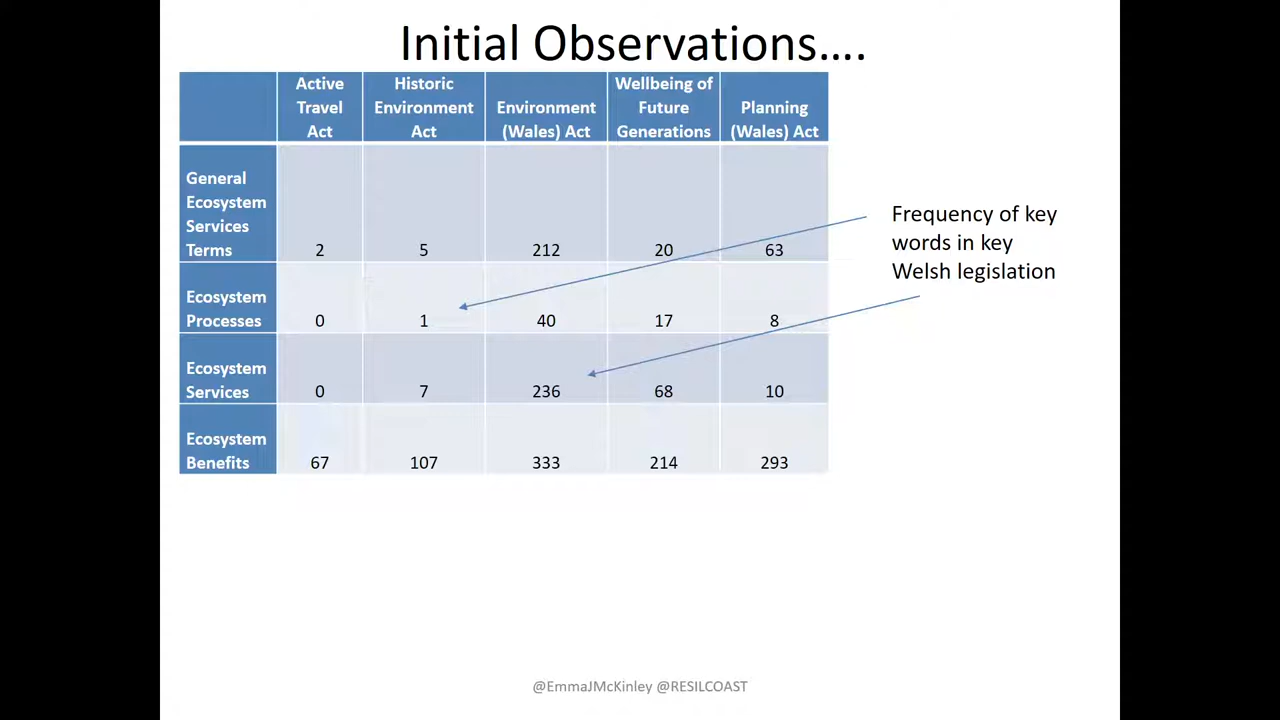 Initial Observations….
Active
Travel
Act
Historic
Environment
Act
Environment
(Wales) Act
Wellbeing of
Future
Generations
Planning
(Wales) Act
General
Ecosystem
Services
Terms
2 5 212 20 63
Ecosystem
Processes
0 1 40 17 8
Ecosystem
Services
0 7 236 68 10
Ecosystem
Benefits
67 107 333 214 293
Frequency of key
words in key
Welsh legislation
@EmmaJMcKinley @RESILCOAST